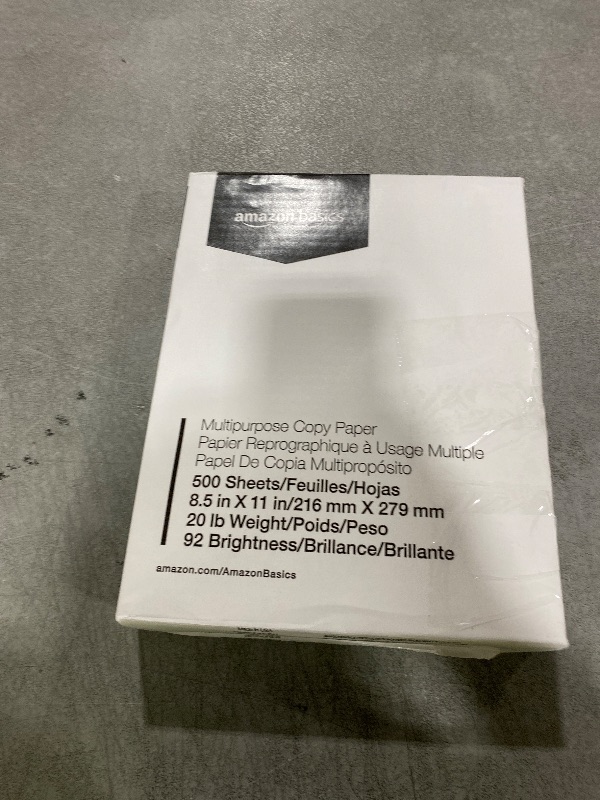 amazon basics
Multipurpose Copy Paper
Papier Reprographique à Usage Multiple
Papel De Copia Multipropósito
500 Sheets/Feuilles/Hojas
8.5 in X 11 in/216 mm X 279 mm
20 lb Weight/Poids/Peso
92 Brightness/Brillance/Brillante
amazon.com/AmazonBasics